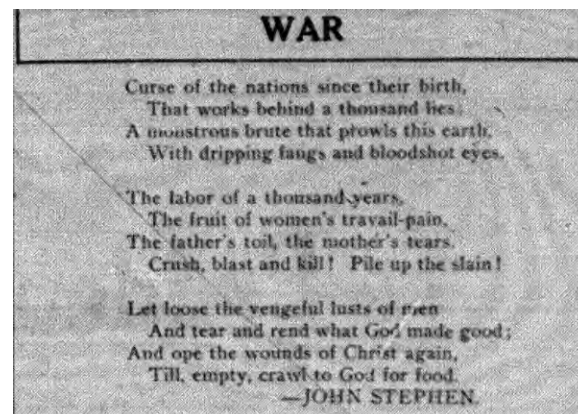 WAR
Curse of the nations since their birth,
That works behind a thousand lies;
A monstrous brute that prowls this earth,
With dripping fangs and bloodshot eyes.
The labor of a thousand years,
The fruit of women's travail-pain,
The father's toil, the mother's tears.
Crush, blast and kill! Pile up the slain!
Let loose the vengeful lusts of men
And tear and rend what God made good;
And ope the wounds of Christ again,
Till, empty, crawl to God for food.
—JOHN STEPHEN.